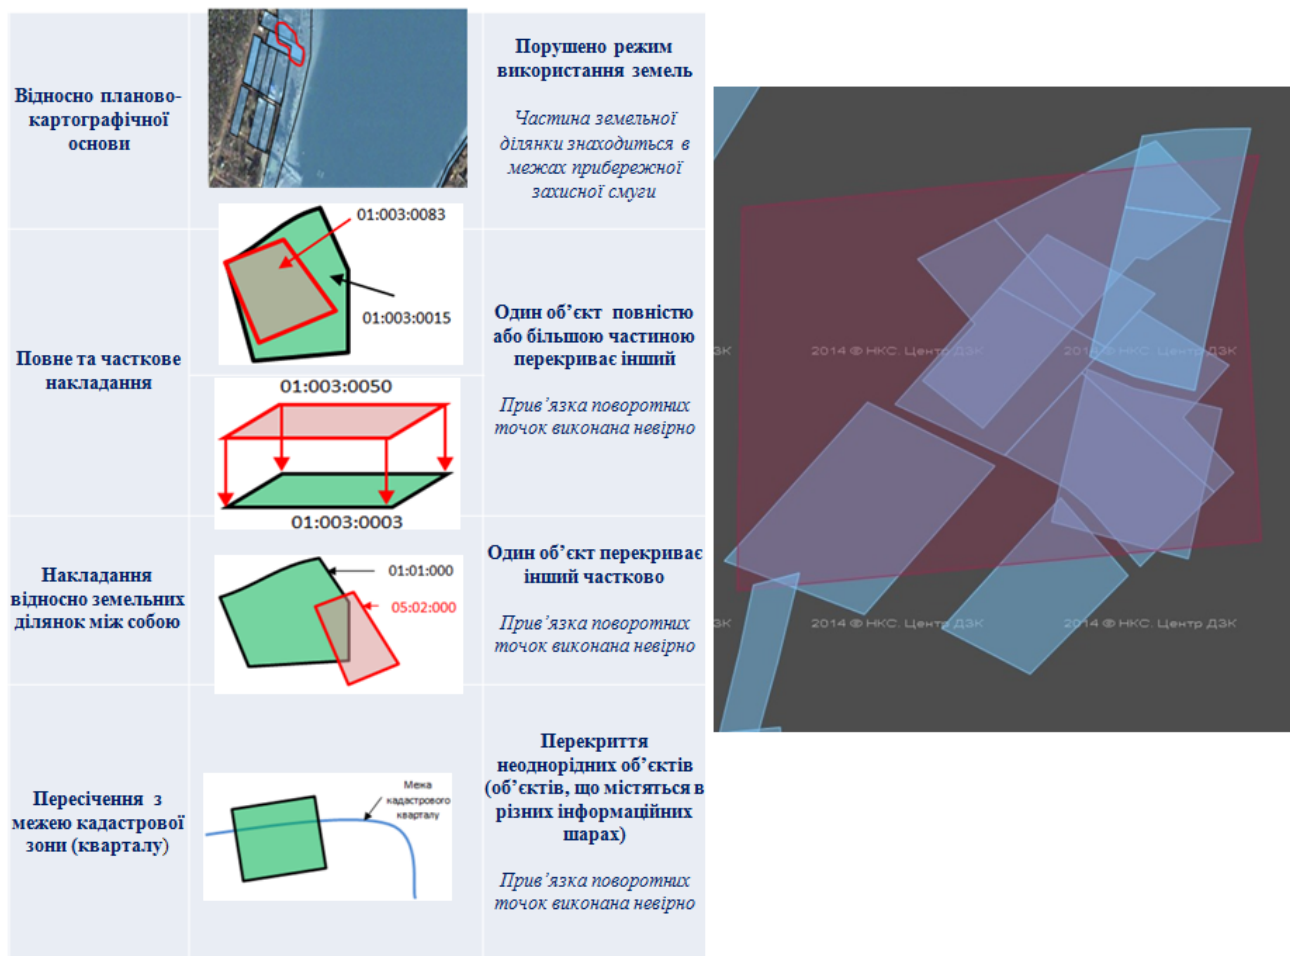 Відносно планово-
картографічної
основи
Порушено режим
використання земель
Частина земельної
ділянки знаходиться в
межах прибережної
захисної смуги
Повне та часткове
накладання
01:003:0083
01:003:0015
01:003:0050
01:003:0003
Один об’єкт повністю
або більшою частиною
перекриває інший
Прив’язка поворотних
точок виконана невірно
Накладання
відносно земельних
ділянок між собою
01:01:000
05:02:000
Один об’єкт перекриває
інший частково
Прив’язка поворотних
точок виконана невірно
Пересічення з
межею кадастрової
зони (кварталу)
Межа
кадастрового
кварталу
Перекриття
неоднорідних об’єктів
(об’єктів, що містяться в
різних інформаційних
шарах)
Прив’язка поворотних
точок виконана невірно
ЗК 2014 © НКС. Центр ДЗК 2014 © НКС. Центр ДЗК
ЗК 2014 © НКС. Центр ДЗК 2014 © НКС. Центр ДЗК